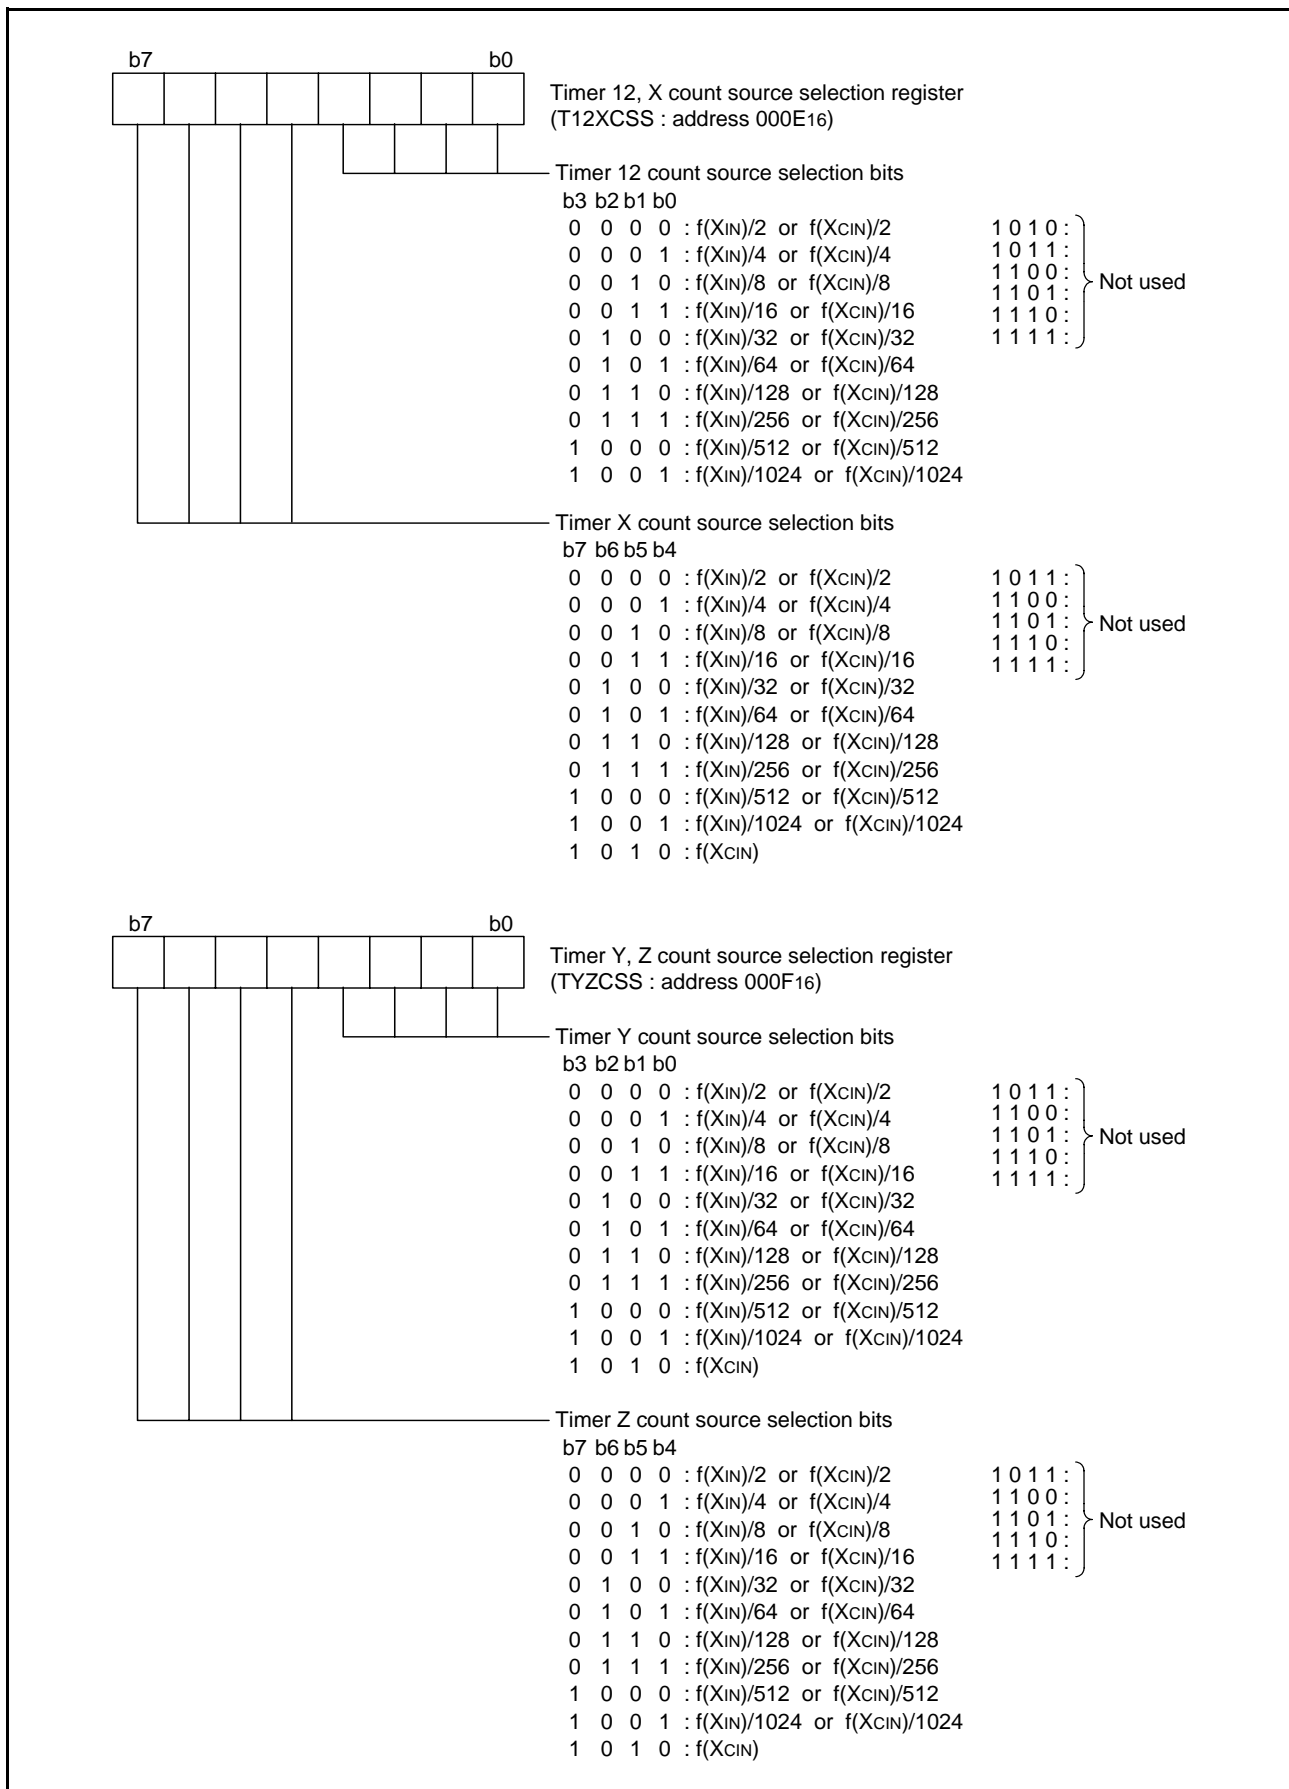 b7 b0
Timer 12, X count source selection register
(T12XCSS : address 000E16)
Timer 12 count source selection bits
b3 b2 b1 b0
0 0 0 0 : f(XIN)/2 or f(XCIN)/2 1 0 1 0 :
0 0 0 1 : f(XIN)/4 or f(XCIN)/4 1 0 1 1 :
0 0 1 0 : f(XIN)/8 or f(XCIN)/8 1 1 0 0 : Not used
0 0 1 1 : f(XIN)/16 or f(XCIN)/16 1 1 0 1 :
0 1 0 0 : f(XIN)/32 or f(XCIN)/32 1 1 1 0 :
0 1 0 1 : f(XIN)/64 or f(XCIN)/64 1 1 1 1 :
0 1 1 0 : f(XIN)/128 or f(XCIN)/128
0 1 1 1 : f(XIN)/256 or f(XCIN)/256
1 0 0 0 : f(XIN)/512 or f(XCIN)/512
1 0 0 1 : f(XIN)/1024 or f(XCIN)/1024
Timer X count source selection bits
b7 b6 b5 b4
0 0 0 0 : f(XIN)/2 or f(XCIN)/2 1 0 1 1 :
0 0 0 1 : f(XIN)/4 or f(XCIN)/4 1 1 0 0 :
0 0 1 0 : f(XIN)/8 or f(XCIN)/8 1 1 0 1 : Not used
0 0 1 1 : f(XIN)/16 or f(XCIN)/16 1 1 1 0 :
0 1 0 0 : f(XIN)/32 or f(XCIN)/32 1 1 1 1 :
0 1 0 1 : f(XIN)/64 or f(XCIN)/64
0 1 1 0 : f(XIN)/128 or f(XCIN)/128
0 1 1 1 : f(XIN)/256 or f(XCIN)/256
1 0 0 0 : f(XIN)/512 or f(XCIN)/512
1 0 0 1 : f(XIN)/1024 or f(XCIN)/1024
1 0 1 0 : f(XCIN)
b7 b0
Timer Y, Z count source selection register
(TYZCSS : address 000F16)
Timer Y count source selection bits
b3 b2 b1 b0
0 0 0 0 : f(XIN)/2 or f(XCIN)/2 1 0 1 1 :
0 0 0 1 : f(XIN)/4 or f(XCIN)/4 1 1 0 0 :
0 0 1 0 : f(XIN)/8 or f(XCIN)/8 1 1 0 1 : Not used
0 0 1 1 : f(XIN)/16 or f(XCIN)/16 1 1 1 0 :
0 1 0 0 : f(XIN)/32 or f(XCIN)/32 1 1 1 1 :
0 1 0 1 : f(XIN)/64 or f(XCIN)/64
0 1 1 0 : f(XIN)/128 or f(XCIN)/128
0 1 1 1 : f(XIN)/256 or f(XCIN)/256
1 0 0 0 : f(XIN)/512 or f(XCIN)/512
1 0 0 1 : f(XIN)/1024 or f(XCIN)/1024
1 0 1 0 : f(XCIN)
Timer Z count source selection bits
b7 b6 b5 b4
0 0 0 0 : f(XIN)/2 or f(XCIN)/2 1 0 1 1 :
0 0 0 1 : f(XIN)/4 or f(XCIN)/4 1 1 0 0 :
0 0 1 0 : f(XIN)/8 or f(XCIN)/8 1 1 0 1 : Not used
0 0 1 1 : f(XIN)/16 or f(XCIN)/16 1 1 1 0 :
0 1 0 0 : f(XIN)/32 or f(XCIN)/32 1 1 1 1 :
0 1 0 1 : f(XIN)/64 or f(XCIN)/64
0 1 1 0 : f(XIN)/128 or f(XCIN)/128
0 1 1 1 : f(XIN)/256 or f(XCIN)/256
1 0 0 0 : f(XIN)/512 or f(XCIN)/512
1 0 0 1 : f(XIN)/1024 or f(XCIN)/1024
1 0 1 0 : f(XCIN)